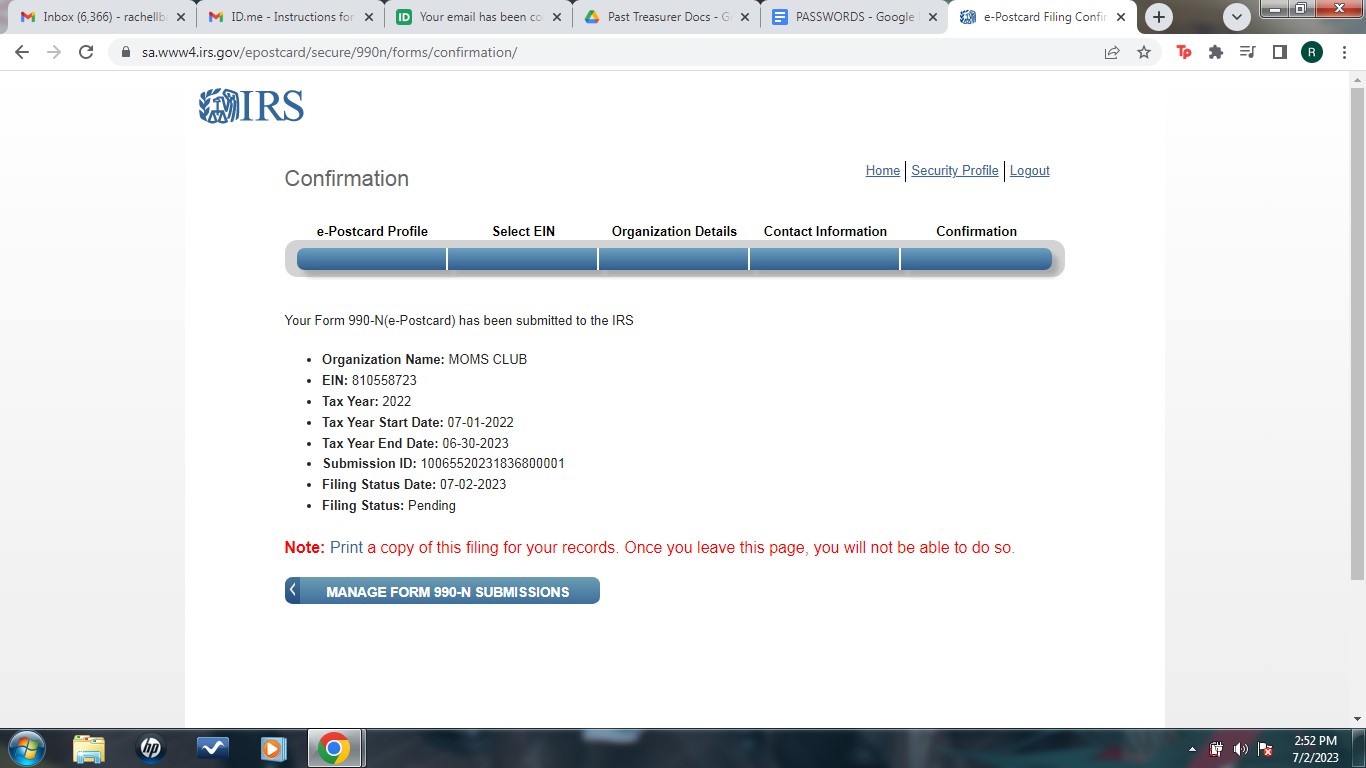 Inbox (6,366) - rachellb
ID.me - Instructions for
ID
Your email has been co
Past Treasurer Docs - G
PASSWORDS - Google
e-Postcard Filing Confir
sa.www4.irs.gov/epostcard/secure/990n/forms/confirmation/
Tp
R
IRS
Confirmation
Home
Security Profile
Logout
e-Postcard Profile
Select EIN
Organization Details
Contact Information
Confirmation
Your Form 990-N(e-Postcard) has been submitted to the IRS
• Organization Name: MOMS CLUB
• EIN: 810558723
• Tax Year: 2022
• Tax Year Start Date: 07-01-2022
• Tax Year End Date: 06-30-2023
• Submission ID: 10065520231836800001
• Filing Status Date: 07-02-2023
• Filing Status: Pending
Note: Print a copy of this filing for your records. Once you leave this page, you will not be able to do so.
MANAGE FORM 990-N SUBMISSIONS
hp
2:52 PM
7/2/2023